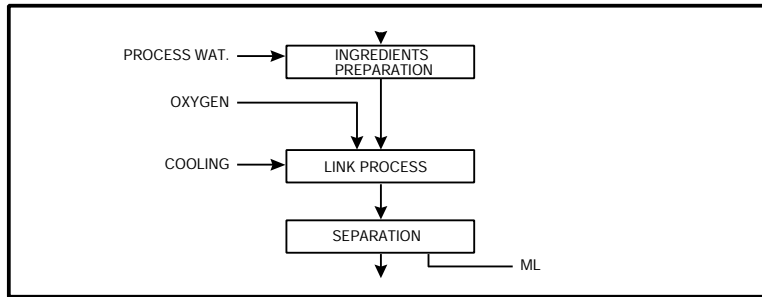 PROCESS WAT.
INGREDIENTS
PREPARATION
OXYGEN
COOLING
LINK PROCESS
SEPARATION
ML